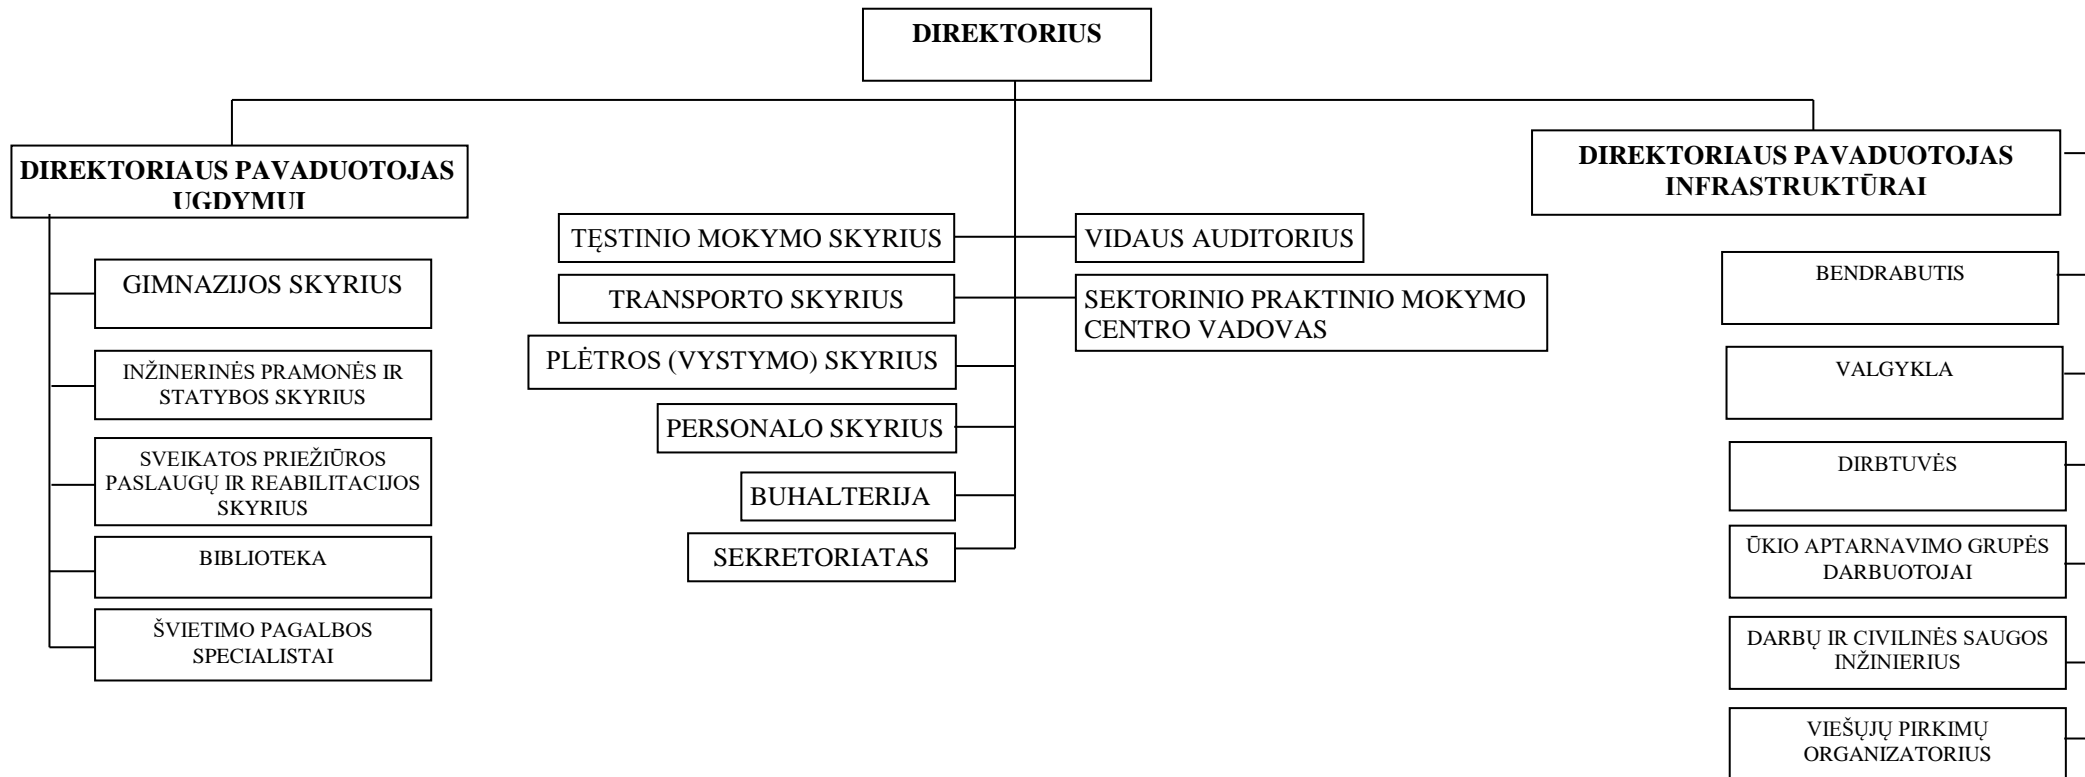 DIREKTORIUS
DIREKTORIAUS PAVADUOTOJAS
UGDYMUI
GIMNAZIJOS SKYRIUS
INŽINERINĖS PRAMONĖS IR
STATYBOS SKYRIUS
SVEIKATOS PRIEŽIŪROS
PASLAUGŲ IR REABILITACIJOS
SKYRIUS
BIBLIOTEKA
ŠVIETIMO PAGALBOS
SPECIALISTAI
TĘSTINIO MOKYMO SKYRIUS
TRANSPORTO SKYRIUS
PLĖTROS (VYSTYMO) SKYRIUS
PERSONALO SKYRIUS
BUHALTERIJA
SEKRETORIATAS
VIDAUS AUDITORIUS
SEKTORINIO PRAKTINIO MOKYMO
CENTRO VADOVAS
DIREKTORIAUS PAVADUOTOJAS
INFRASTRUKTŪRAI
BENDRABUTIS
VALGYKLA
DIRBTUVĖS
ŪKIO APTARNAVIMO GRUPĖS
DARBUOTOJAI
DARBŲ IR CIVILINĖS SAUGOS
INŽINIERIUS
VIEŠŲJŲ PIRKIMŲ
ORGANIZATORIUS